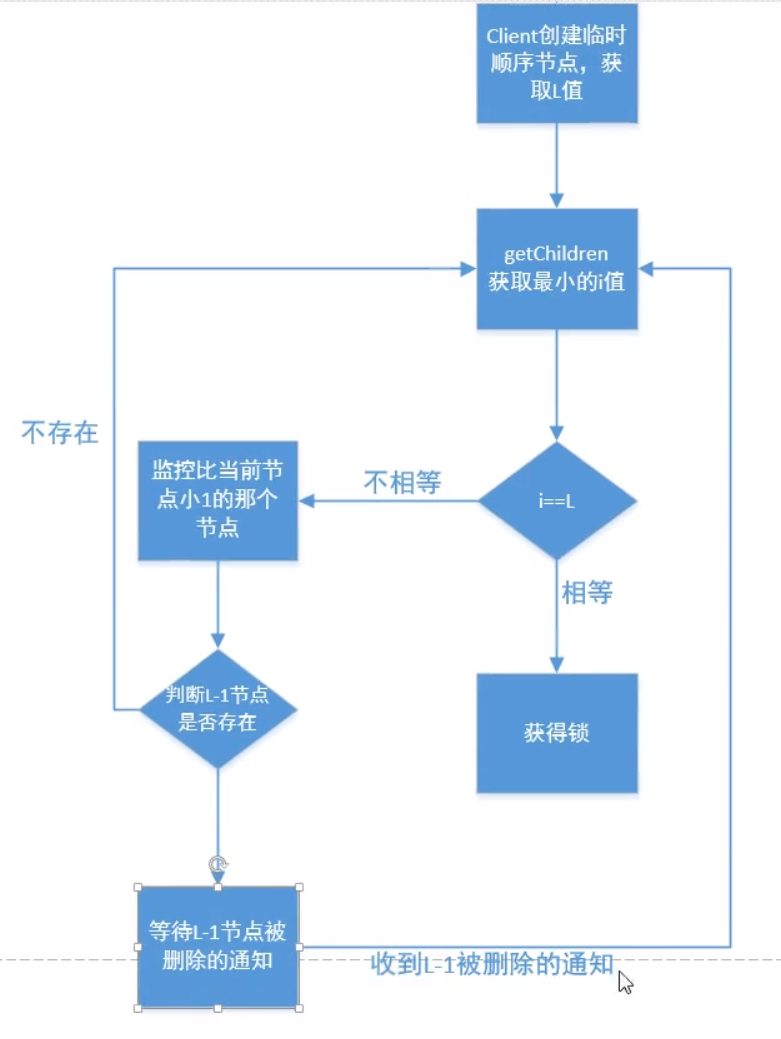 Client创建临时
顺序节点，获
取L值
getChildren
获取最小的i值
不存在
监控比当前节
点小1的那个
节点
不相等
i==L
相等
判断L-1节点
是否存在
获得锁
等待L-1节点被
删除的通知
收到L-1被删除的通知